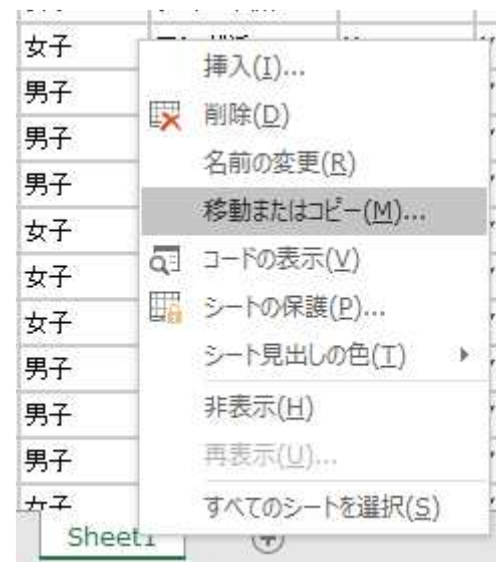 女子
男子
男子
男子
女子
女子
女子
男子
男子
男子
女子
挿入(I)...
削除(D)
名前の変更(R)
移動またはコピー(M)...
コードの表示(V)
シートの保護(P)...
シート見出しの色(T)
非表示(H)
再表示(U)...
すべてのシートを選択(S)
Sheet1